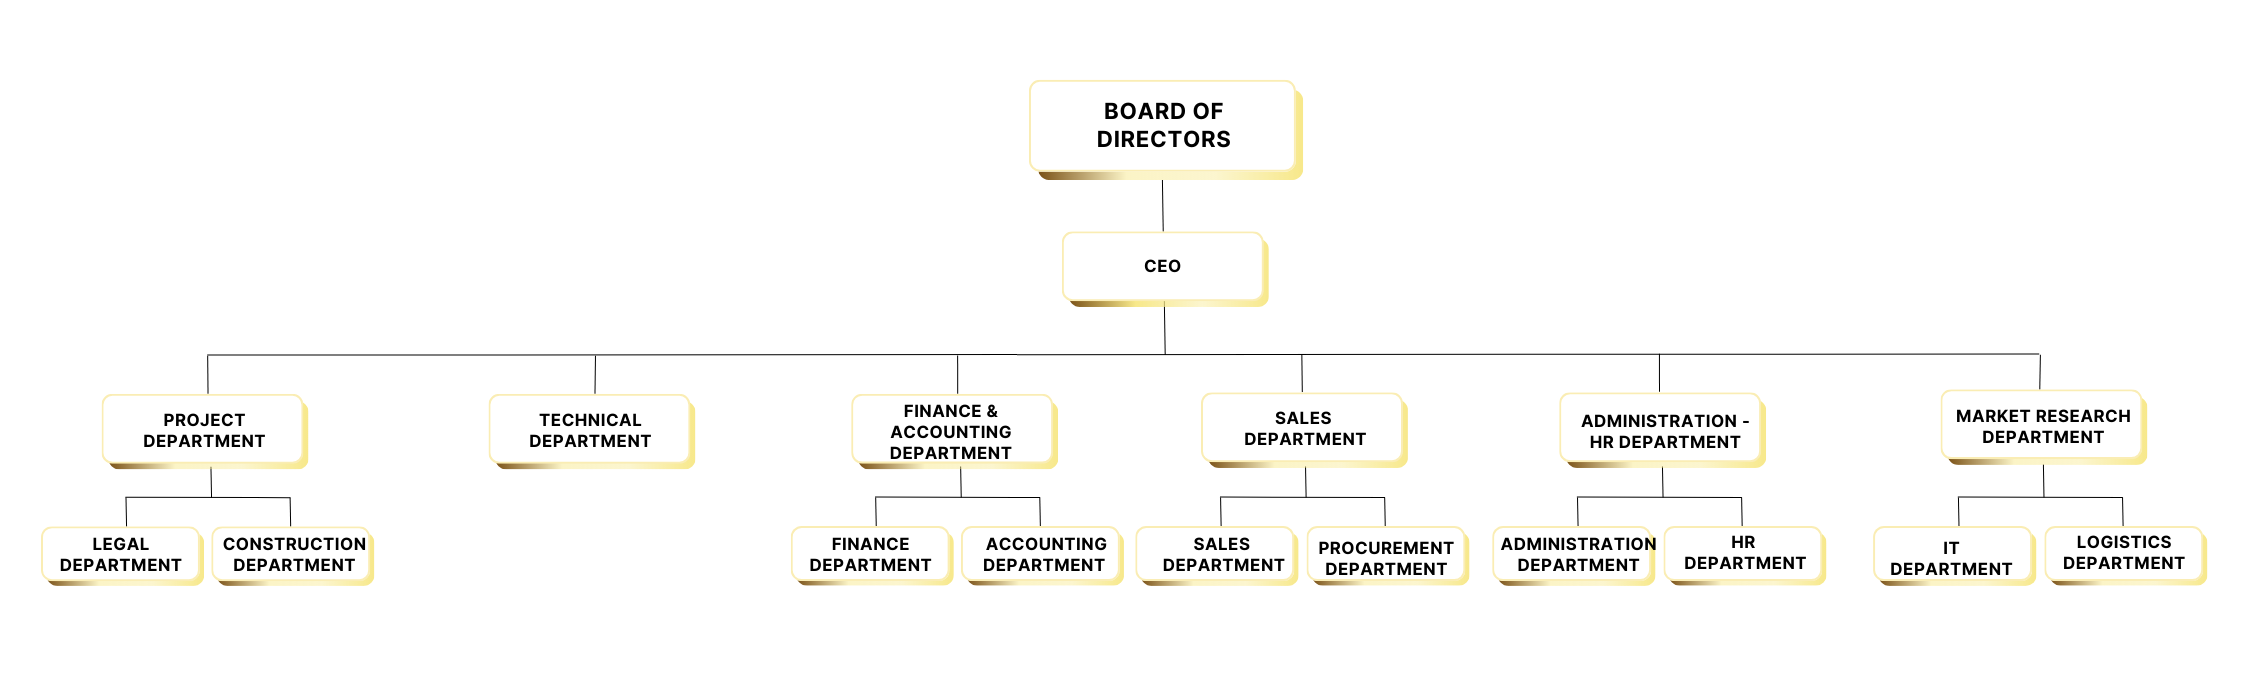 BOARD OF
DIRECTORS
CEO
PROJECT
DEPARTMENT
TECHNICAL
DEPARTMENT
FINANCE &
ACCOUNTING
DEPARTMENT
SALES
DEPARTMENT
ADMINISTRATION -
HR DEPARTMENT
MARKET RESEARCH
DEPARTMENT
LEGAL
DEPARTMENT
CONSTRUCTION
DEPARTMENT
FINANCE
DEPARTMENT
ACCOUNTING
DEPARTMENT
SALES
DEPARTMENT
PROCUREMENT
DEPARTMENT
ADMINISTRATION
DEPARTMENT
HR
DEPARTMENT
IT
DEPARTMENT
LOGISTICS
DEPARTMENT